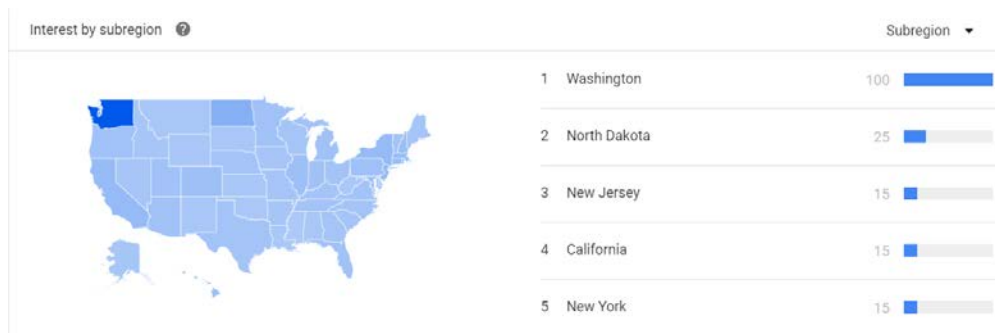 Interest by subregion ?
Subregion
1 Washington 100
2 North Dakota 25
3 New Jersey 15
4 California 15
5 New York 15